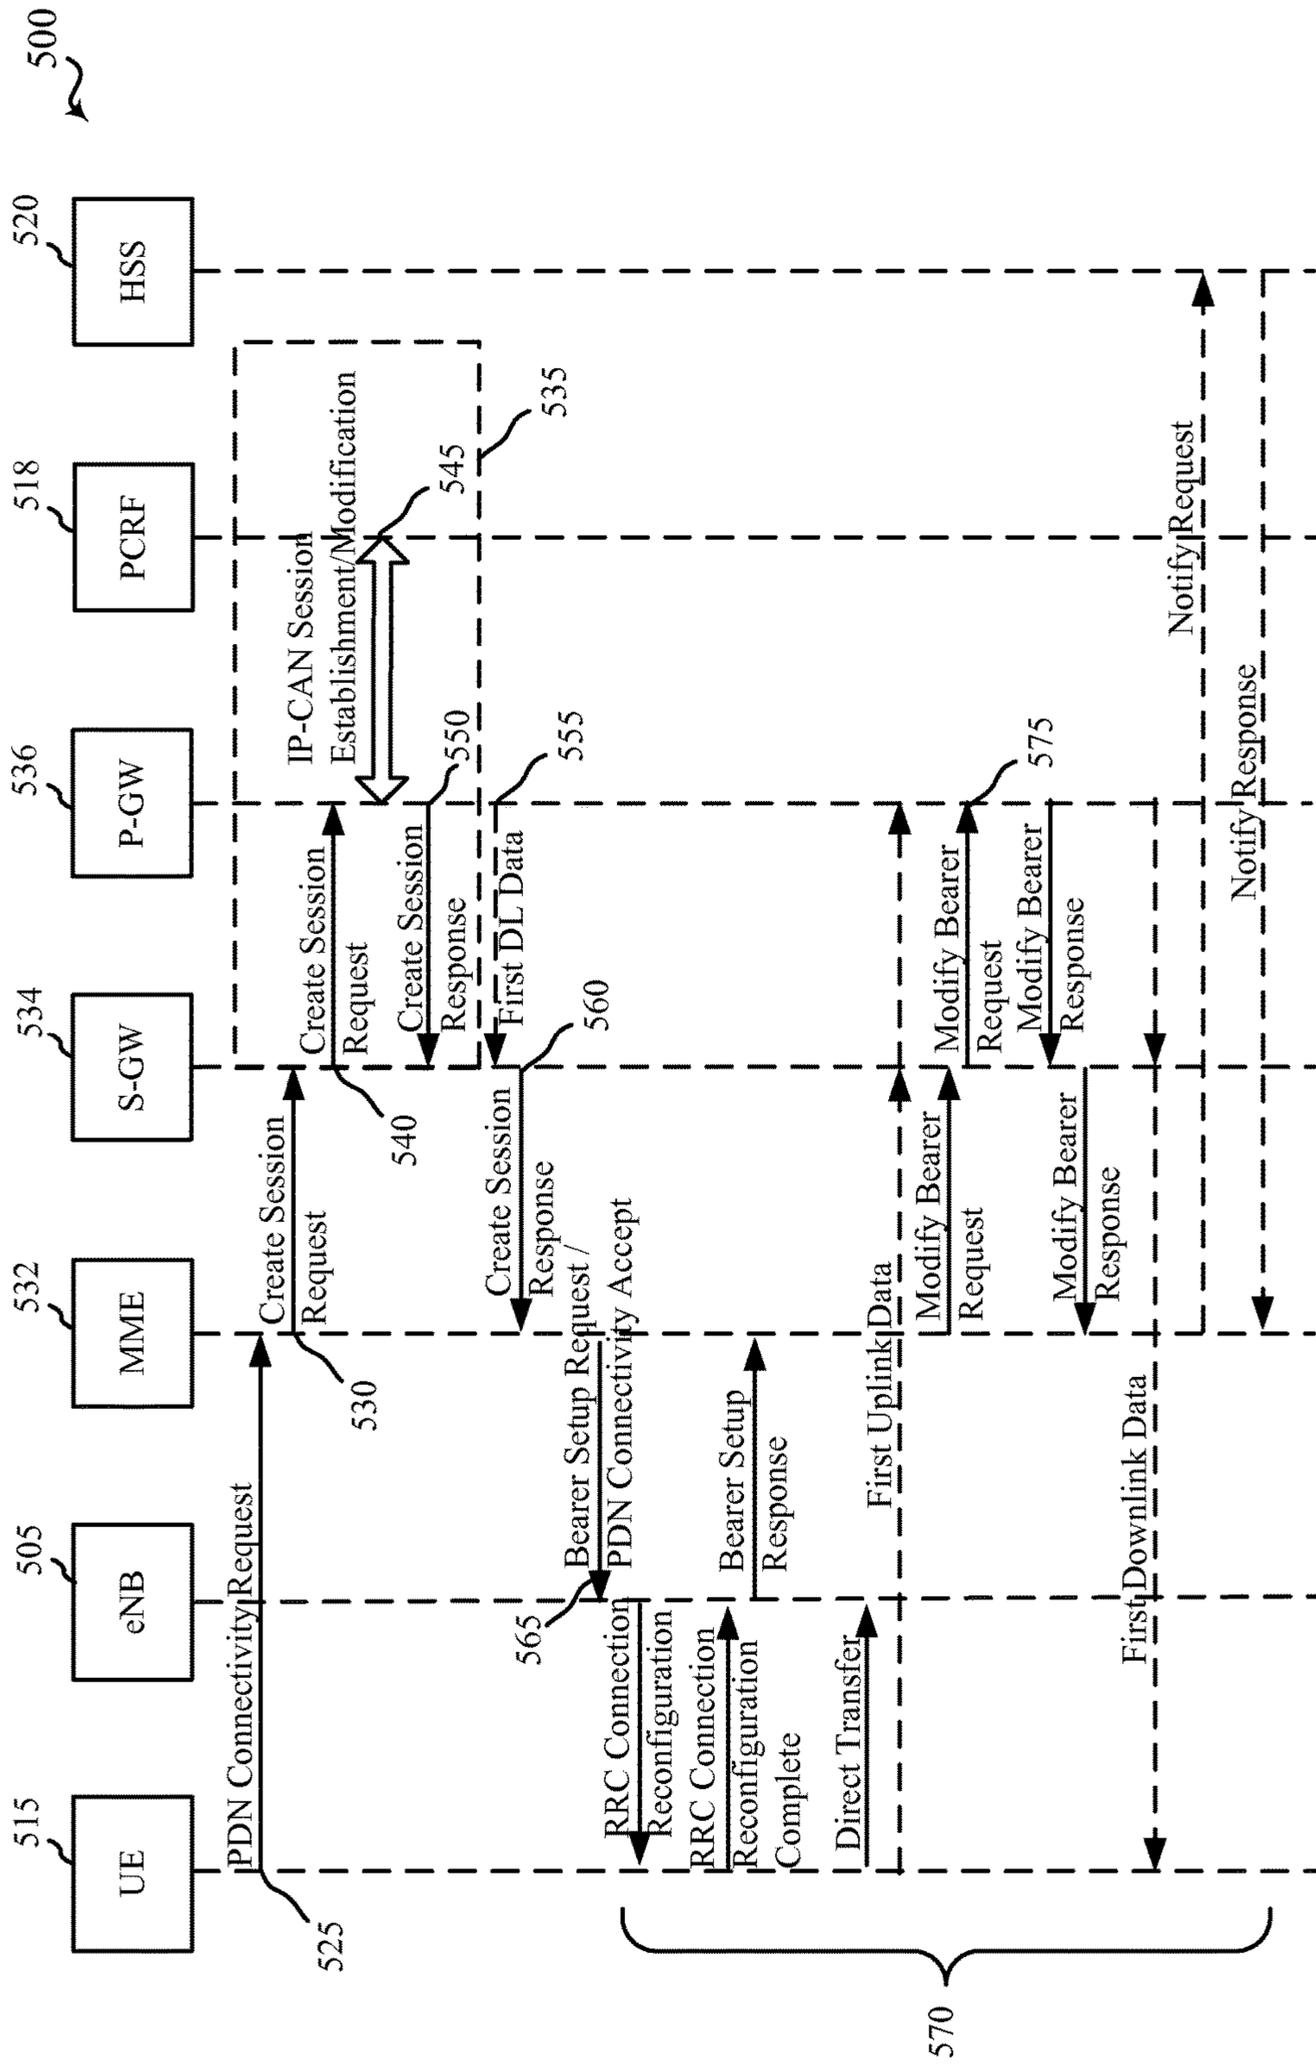 500
515
505
532
534
536
518
520
UE
eNB
MME
S-GW
P-GW
PCRF
HSS
PDN Connectivity Request
525
Create Session
Request
530
Create Session
Request
540
IP-CAN Session
Establishment/Modification
545
Create Session
Response
550
535
First DL Data
555
Create Session
Response
560
Bearer Setup Request /
PDN Connectivity Accept
565
RRC Connection
Reconfiguration
RRC Connection
Reconfiguration
Complete
Bearer Setup
Response
Direct Transfer
First Uplink Data
Modify Bearer
Request
Modify Bearer
Request
575
Modify Bearer
Response
Modify Bearer
Response
First Downlink Data
Notify Request
Notify Response
570